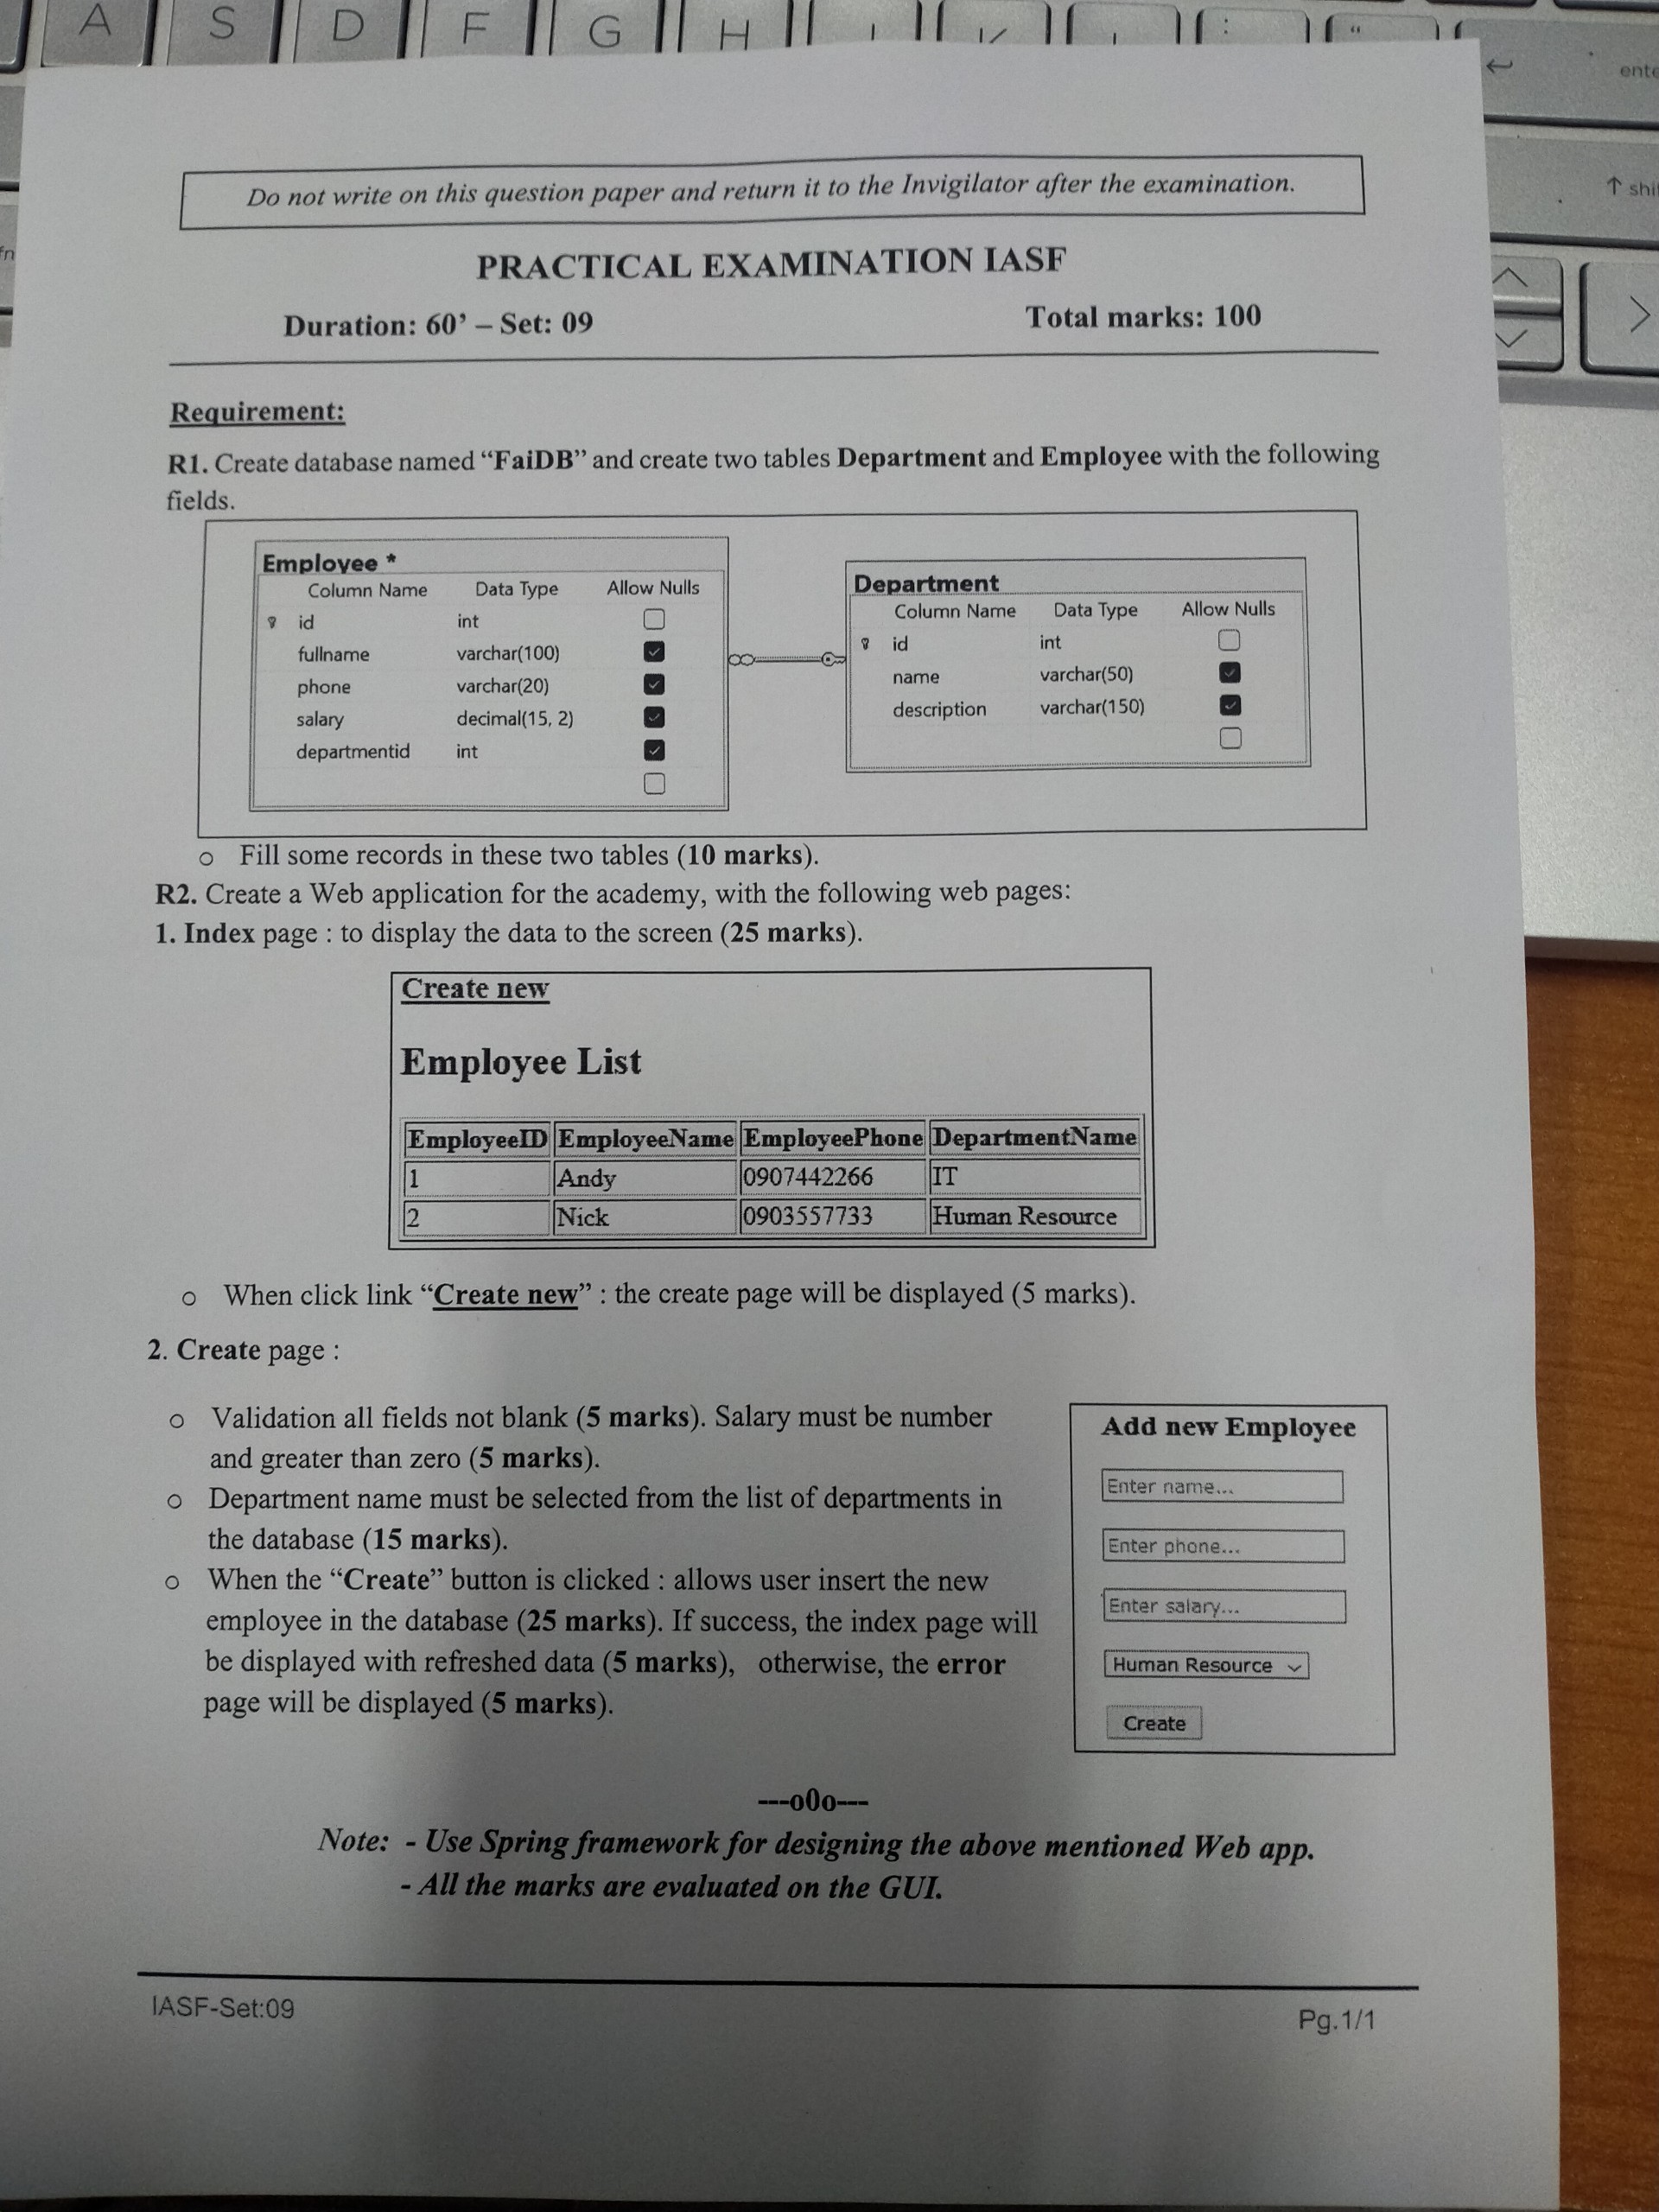 A S D F G H
ente
shi
fn
Do not write on this question paper and return it to the Invigilator after the examination.
PRACTICAL EXAMINATION IASF
Duration: 60’ – Set: 09 Total marks: 100
Requirement:
R1. Create database named “FaiDB” and create two tables Department and Employee with the following
fields.
Employee *
Column Name Data Type Allow Nulls
id int
fullname varchar(100)
phone varchar(20)
salary decimal(15, 2)
departmentid int
Department
Column Name Data Type Allow Nulls
id int
name varchar(50)
description varchar(150)
o Fill some records in these two tables (10 marks).
R2. Create a Web application for the academy, with the following web pages:
1. Index page : to display the data to the screen (25 marks).
Create new
Employee List
EmployeeID EmployeeName EmployeePhone DepartmentName
1 Andy 0907442266 IT
2 Nick 0903557733 Human Resource
o When click link “Create new” : the create page will be displayed (5 marks).
2. Create page :
o Validation all fields not blank (5 marks). Salary must be number
and greater than zero (5 marks).
o Department name must be selected from the list of departments in
the database (15 marks).
o When the “Create” button is clicked : allows user insert the new
employee in the database (25 marks). If success, the index page will
be displayed with refreshed data (5 marks), otherwise, the error
page will be displayed (5 marks).
Add new Employee
Enter name...
Enter phone...
Enter salary...
Human Resource
Create
---o0o---
Note: - Use Spring framework for designing the above mentioned Web app.
- All the marks are evaluated on the GUI.
IASF-Set:09 Pg.1/1